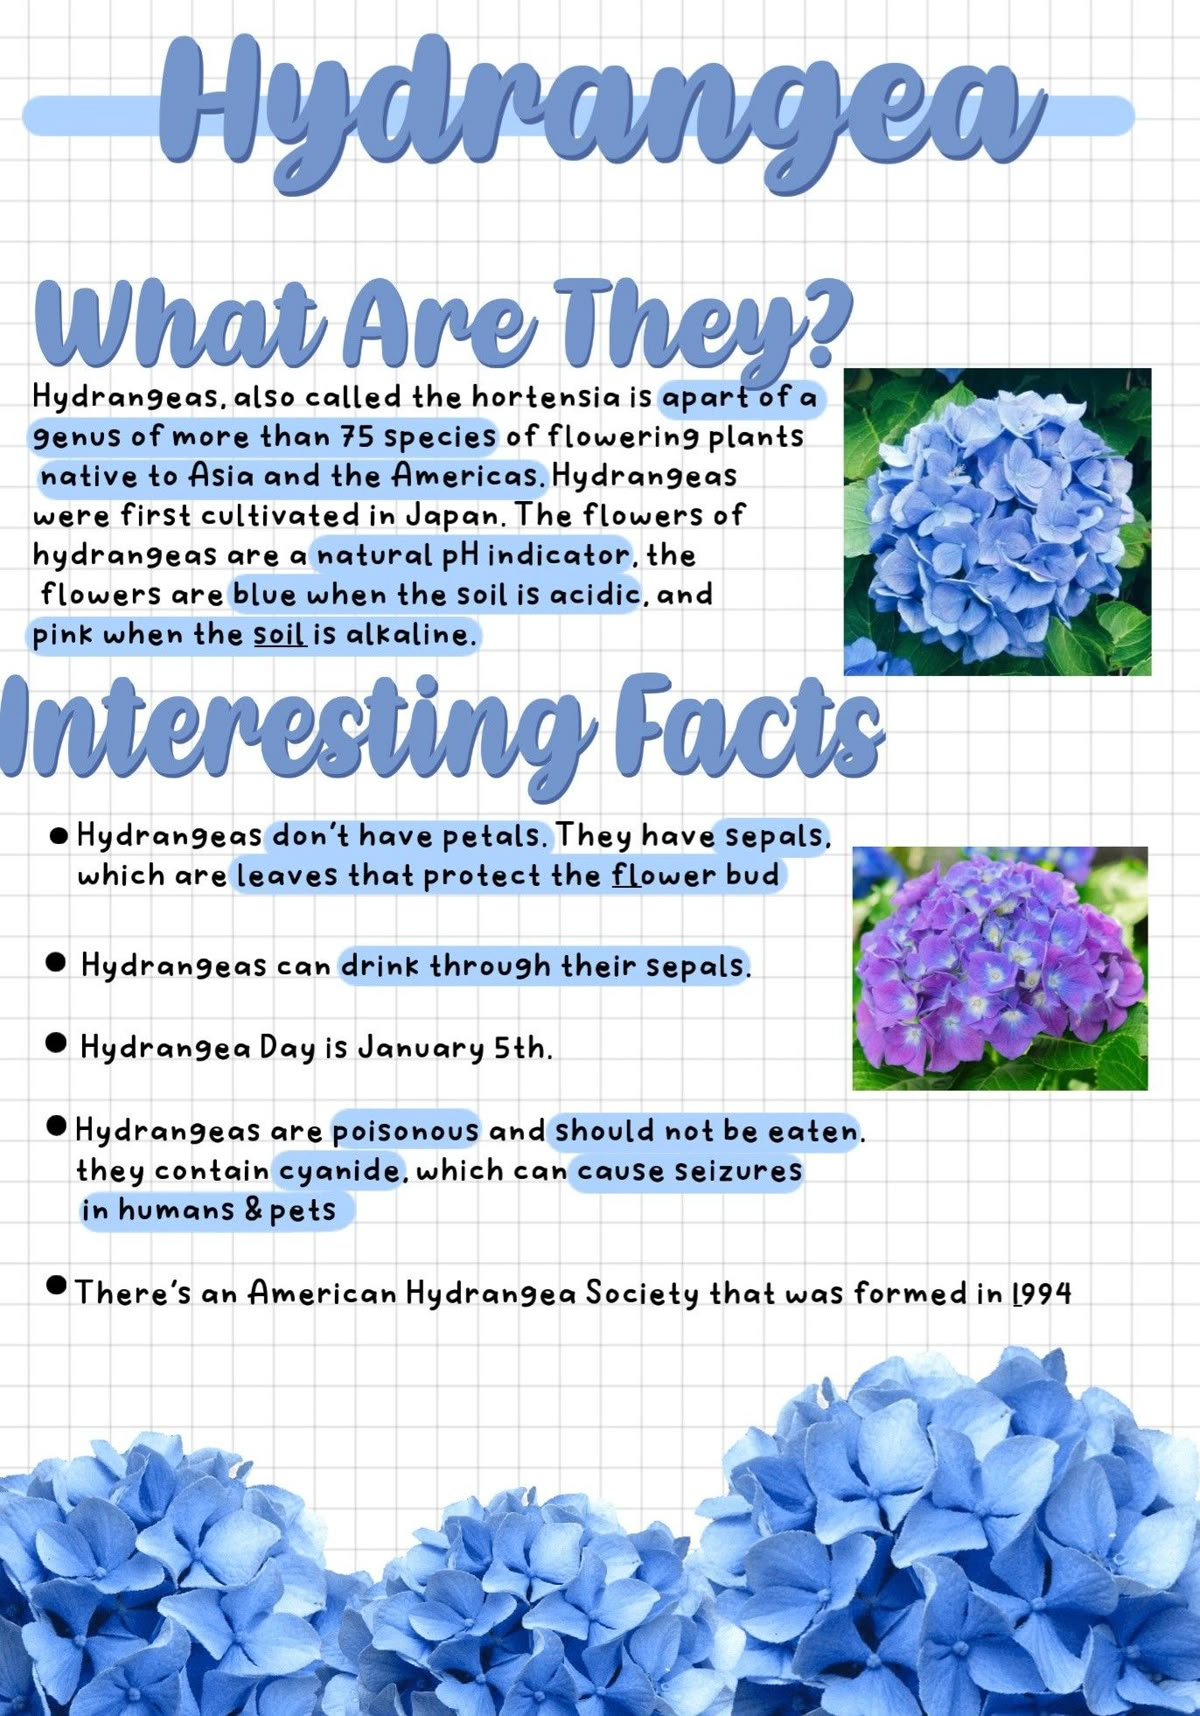 Hydrangea
What Are They?
Hydrangeas, also called the hortensia is apart of a
genus of more than 75 species of flowering plants
native to Asia and the Americas. Hydrangeas
were first cultivated in Japan. The flowers of
hydrangeas are a natural pH indicator, the
flowers are blue when the soil is acidic, and
pink when the soil is alkaline.
Interesting Facts
• Hydrangeas don't have petals. They have sepals,
which are leaves that protect the flower bud
• Hydrangeas can drink through their sepals.
• Hydrangea Day is January 5th.
• Hydrangeas are poisonous and should not be eaten.
they contain cyanide, which can cause seizures
in humans & pets
• There's an American Hydrangea Society that was formed in 1994